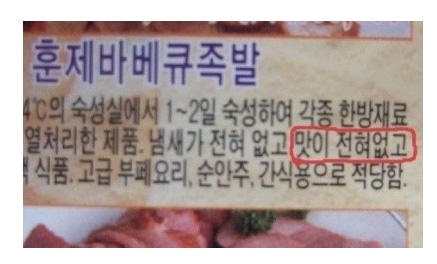 훈제바베큐족발
4℃의 숙성실에서 1~2일 숙성하여 각종 한방재료
열처리한 제품. 냄새가 전혀 없고 맛이 전혀없고
식품. 고급 부페요리, 술안주, 간식용으로 적당함.